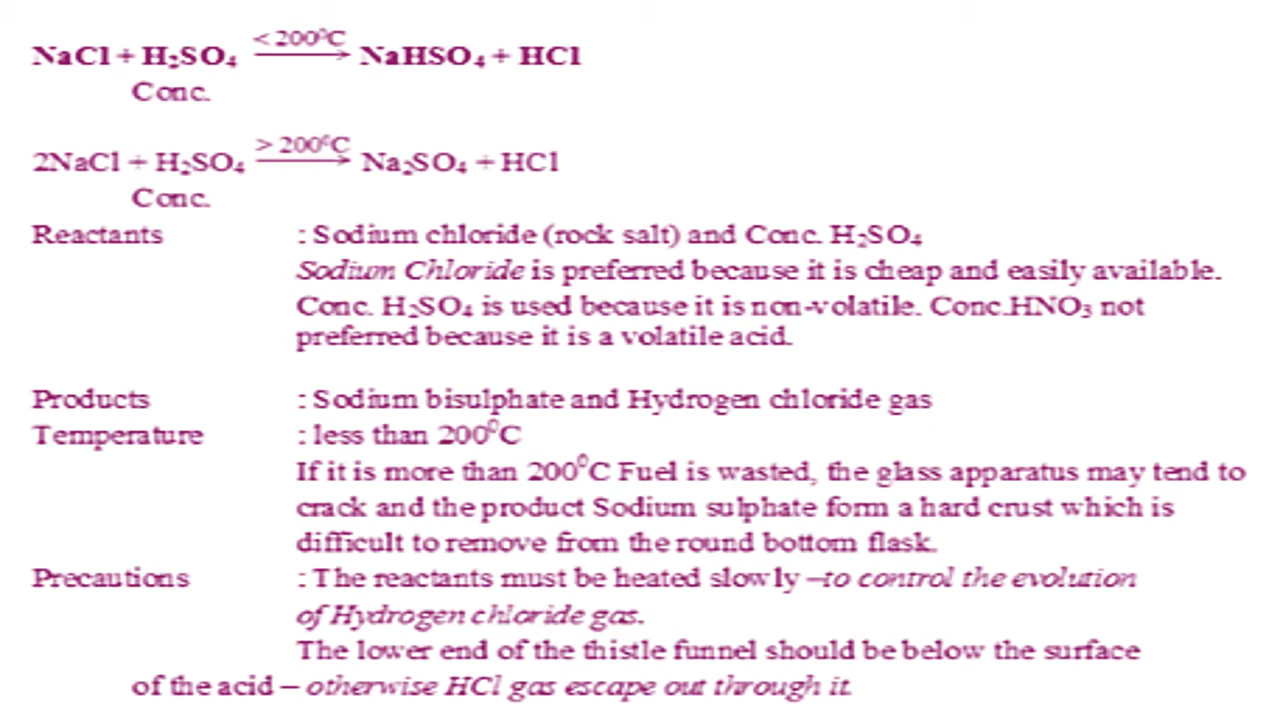 NaCl + H₂SO₄ < 200⁰C → NaHSO₄ + HCl
Conc.
2NaCl + H₂SO₄ > 200⁰C → Na₂SO₄ + HCl
Conc.
Reactants : Sodium chloride (rock salt) and Conc. H₂SO₄
Sodium Chloride is preferred because it is cheap and easily available.
Conc. H₂SO₄ is used because it is non-volatile. Conc.HNO₃ not
preferred because it is a volatile acid.
Products : Sodium bisulphate and Hydrogen chloride gas
Temperature : less than 200⁰C
If it is more than 200⁰C Fuel is wasted, the glass apparatus may tend to
crack and the product Sodium sulphate form a hard crust which is
difficult to remove from the round bottom flask.
Precautions : The reactants must be heated slowly –to control the evolution
of Hydrogen chloride gas.
The lower end of the thistle funnel should be below the surface
of the acid – otherwise HCl gas escape out through it.